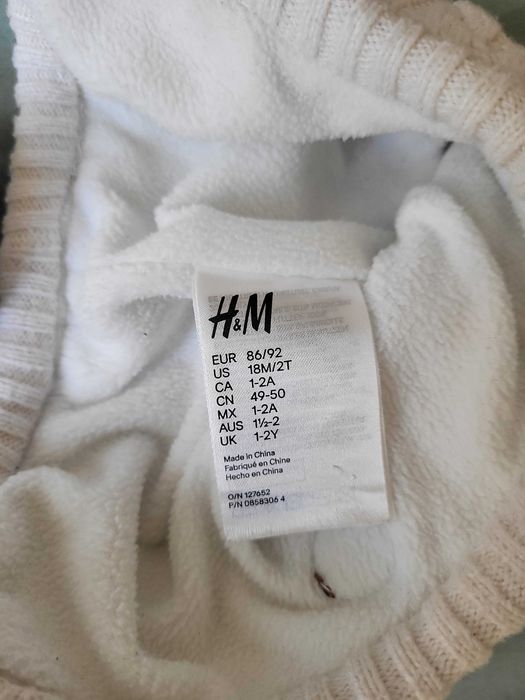 H&M
EUR 86/92
US 18M/2T
CA 1-2A
CN 49-50
MX 1-2A
AUS 1½-2
UK 1-2Y
Made in China
Fabriqué en Chine
Hecho en China
O/N 127652
P/N 0858306 4